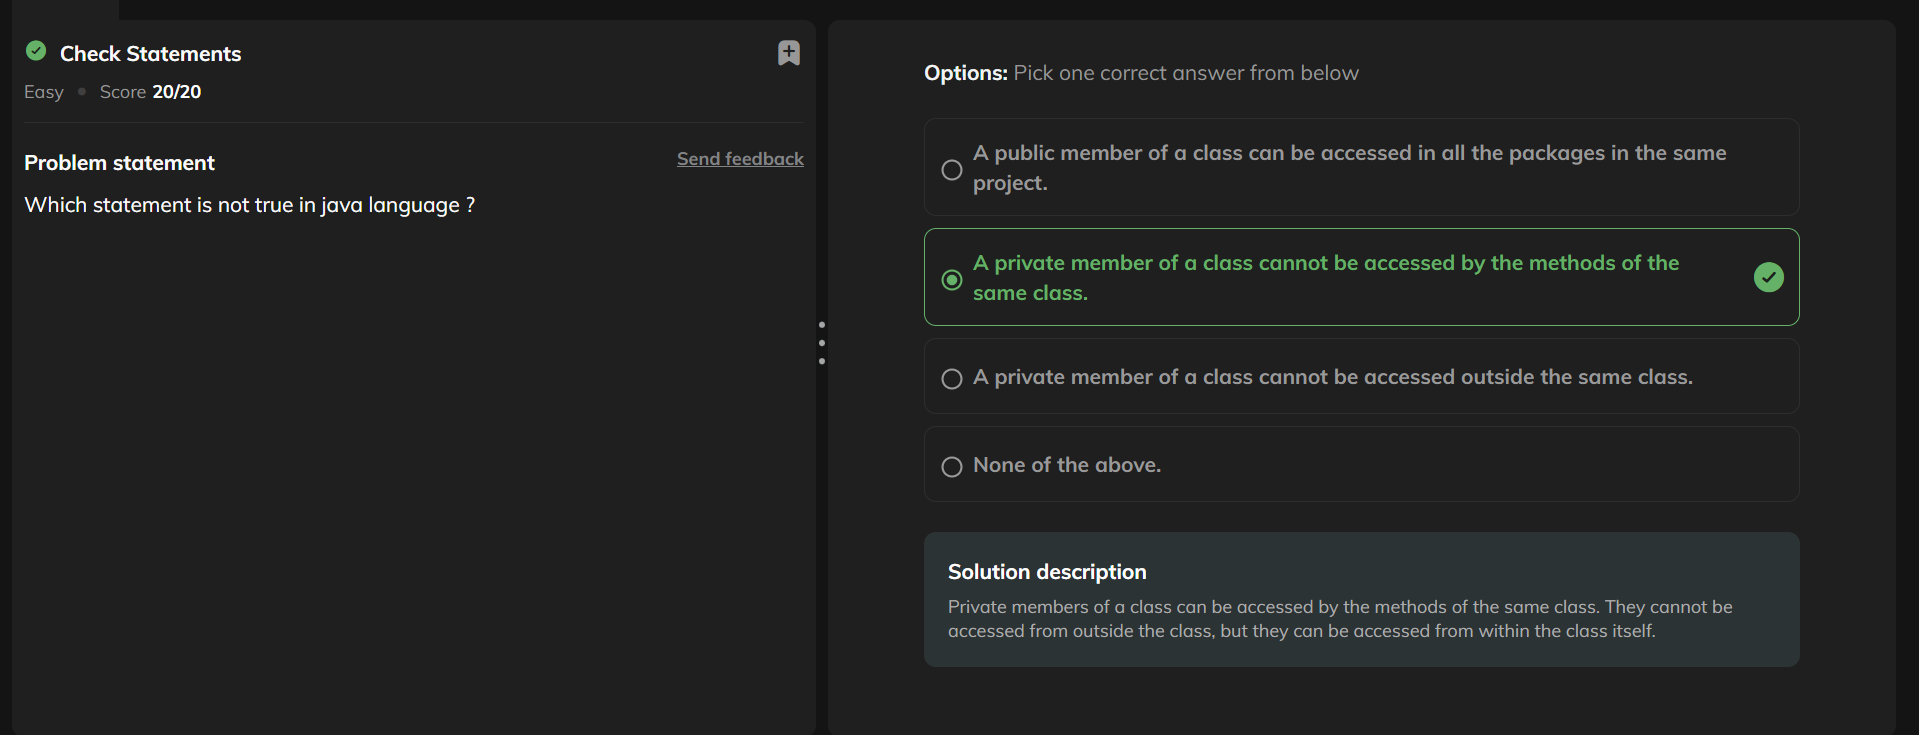 Check Statements
Easy • Score 20/20
Problem statement
Send feedback
Which statement is not true in java language ?
Options: Pick one correct answer from below
A public member of a class can be accessed in all the packages in the same
project.
A private member of a class cannot be accessed by the methods of the
same class.
A private member of a class cannot be accessed outside the same class.
None of the above.
Solution description
Private members of a class can be accessed by the methods of the same class. They cannot be
accessed from outside the class, but they can be accessed from within the class itself.